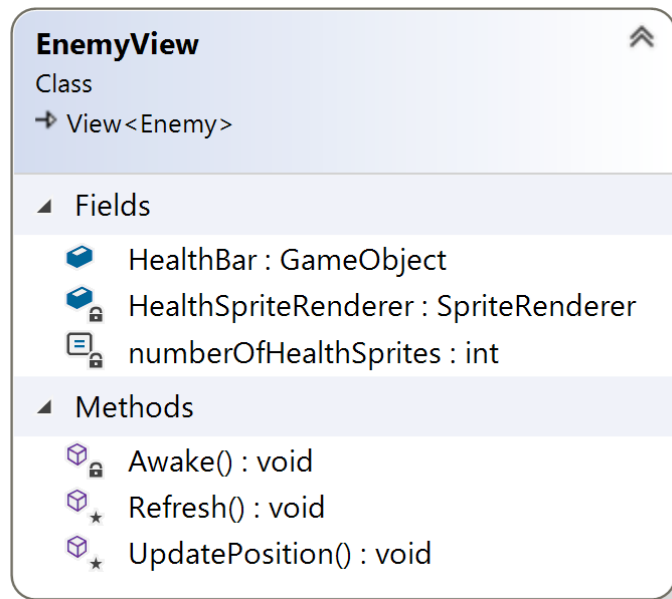 EnemyView
Class
View<Enemy>
Fields
HealthBar : GameObject
HealthSpriteRenderer : SpriteRenderer
numberOfHealthSprites : int
Methods
Awake() : void
Refresh() : void
UpdatePosition() : void